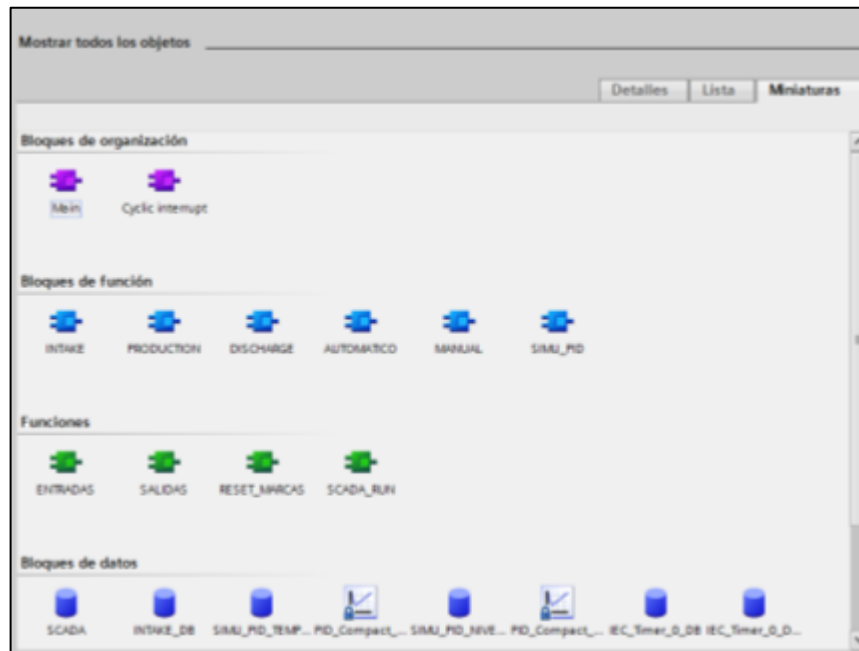 Mostrar todos los objetos
Detalles Lista Miniaturas
Bloques de organización
Main Cyclic interrupt
Bloques de función
INTAKE PRODUCTION DISCHARGE AUTOMATICO MANUAL SIMU_PID
Funciones
ENTRADAS SALIDAS RESET_MARCAS SCADA_RUN
Bloques de datos
SCADA INTAKE_DB SIMU_PID_TEMP... PID_Compact_... SIMU_PID_NIVE... PID_Compact_... IEC_Timer_0_DB IEC_Timer_0_D...